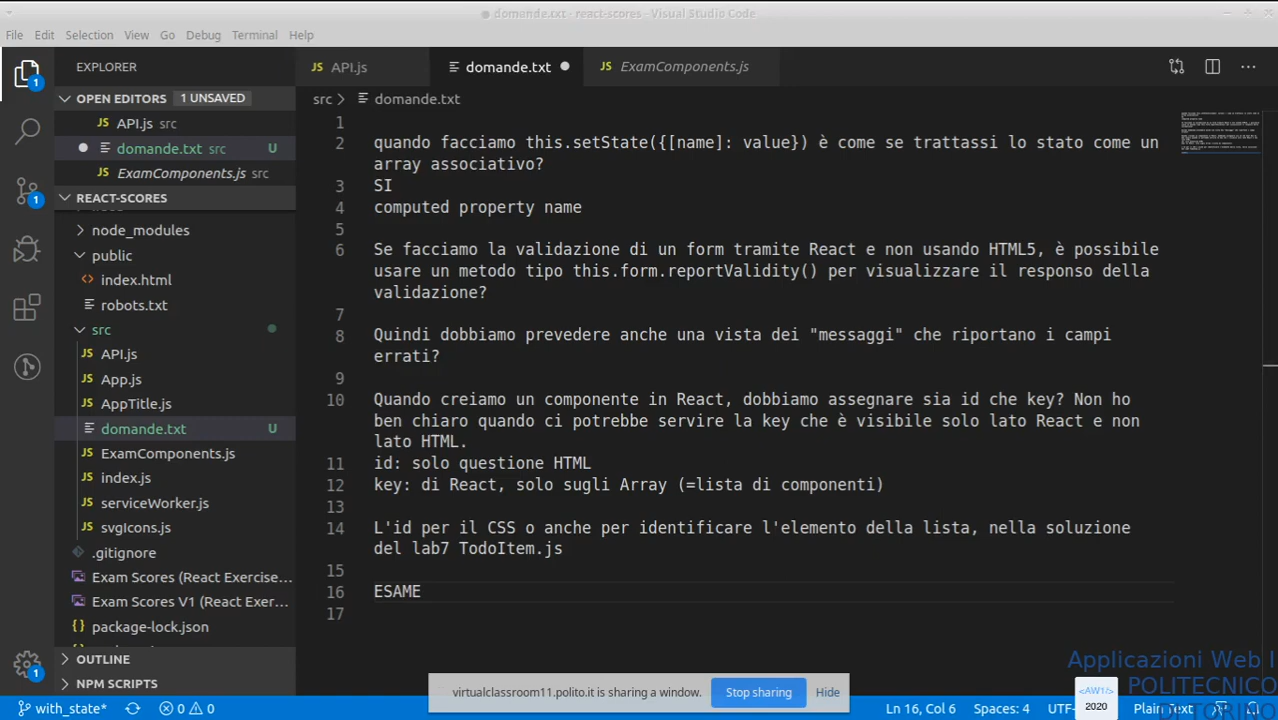 domande.txt - react-scores - Visual Studio Code
File Edit Selection View Go Debug Terminal Help
EXPLORER
API.js
domande.txt
ExamComponents.js
OPEN EDITORS 1 UNSAVED
API.js src
domande.txt src U
ExamComponents.js src
REACT-SCORES
node_modules
public
index.html
robots.txt
src
API.js
App.js
AppTitle.js
domande.txt U
ExamComponents.js
index.js
serviceWorker.js
svgIcons.js
.gitignore
Exam Scores (React Exercise...
Exam Scores V1 (React Exer...
package-lock.json
OUTLINE
NPM SCRIPTS
1
1
1
src > domande.txt
1
2 quando facciamo this.setState({[name]: value}) è come se trattassi lo stato come un
array associativo?
3 SI
4 computed property name
5
6 Se facciamo la validazione di un form tramite React e non usando HTML5, è possibile
usare un metodo tipo this.form.reportValidity() per visualizzare il responso della
validazione?
7
8 Quindi dobbiamo prevedere anche una vista dei "messaggi" che riportano i campi
errati?
9
10 Quando creiamo un componente in React, dobbiamo assegnare sia id che key? Non ho
ben chiaro quando ci potrebbe servire la key che è visibile solo lato React e non
lato HTML.
11 id: solo questione HTML
12 key: di React, solo sugli Array (=lista di componenti)
13
14 L'id per il CSS o anche per identificare l'elemento della lista, nella soluzione
del lab7 TodoItem.js
15
16 ESAME
17
virtualclassroom11.polito.it is sharing a window. Stop sharing Hide
Applicazioni Web I
POLITECNICO
DI TORINO
<AW1/>
2020
with_state* 0 0 Ln 16, Col 6 Spaces: 4 UTF- Plain Text